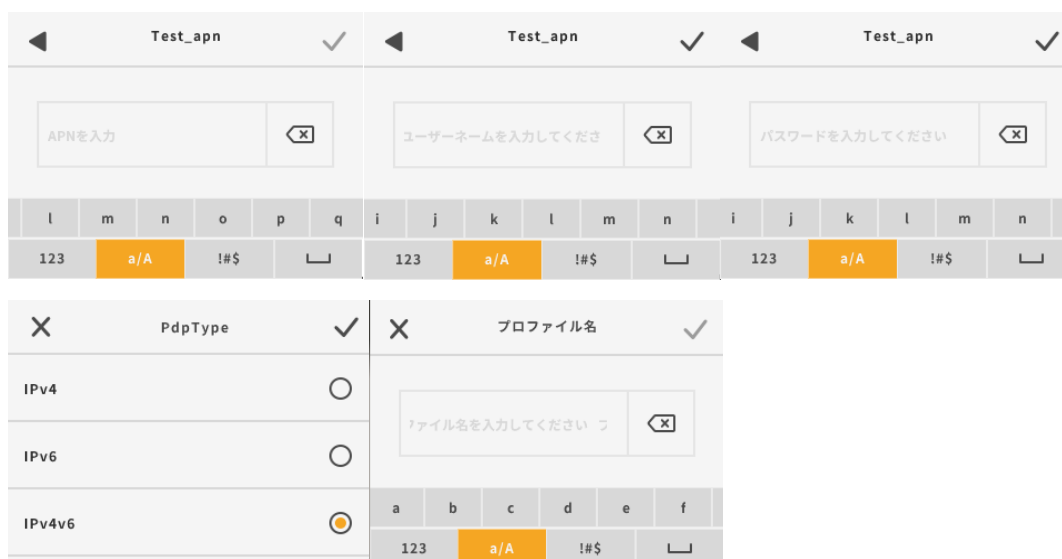 Test_apn
APNを入力
l m n o p q
123 a/A !#$
Test_apn
ユーザーネームを入力してくださ
i j k l m n
123 a/A !#$
Test_apn
パスワードを入力してください
i j k l m n
123 a/A !#$
PdpType
IPv4
IPv6
IPv4v6
プロファイル名
ファイル名を入力してください プ
a b c d e f
123 a/A !#$